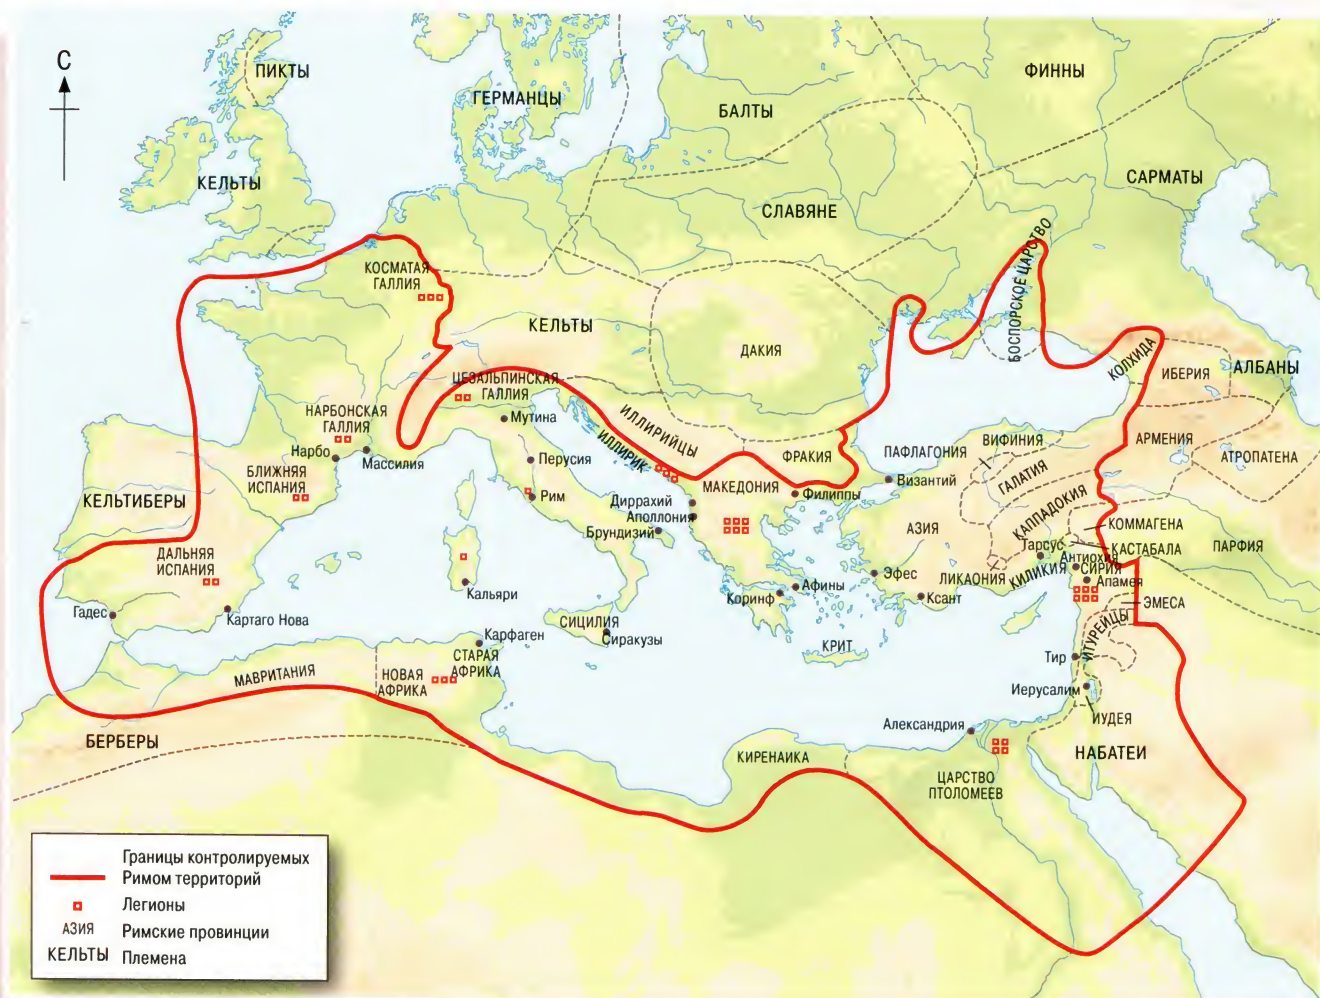 С
ПИКТЫ
ГЕРМАНЦЫ
БАЛТЫ
ФИННЫ
КЕЛЬТЫ
САРМАТЫ
СЛАВЯНЕ
КОСМАТАЯ
ГАЛЛИЯ
БОСПОРСКОЕ ЦАРСТВО
КЕЛЬТЫ
ДАКИЯ
КОЛХИДА
ИБЕРИЯ
АЛБАНЫ
ЦЕЗАЛЬПИНСКАЯ
ГАЛЛИЯ
НАРБОНСКАЯ
ГАЛЛИЯ
Мутина
ИЛЛИРИЙЦЫ
ИЛЛИРИК
Нарбо
Массилия
Перусия
ФРАКИЯ
ПАФЛАГОНИЯ
ВИФИНИЯ
АРМЕНИЯ
АТРОПАТЕНА
БЛИЖНЯЯ
ИСПАНИЯ
КЕЛЬТИБЕРЫ
Рим
МАКЕДОНИЯ
Филиппы
Византий
ГАЛАТИЯ
КАППАДОКИЯ
Диррахий
Аполлония
Брундизий
АЗИЯ
КОММАГЕНА
КАСТАБАЛА
ПАРФИЯ
Тарсус
Антиохия
СИРИЯ
Апамея
ДАЛЬНЯЯ
ИСПАНИЯ
Кальяри
Афины
Коринф
Эфес
ЛИКАОНИЯ
КИЛИКИЯ
Ксант
ЭМЕСА
Гадес
Картаго Нова
СИЦИЛИЯ
Сиракузы
Карфаген
СТАРАЯ
АФРИКА
КРИТ
ИТУРЕЙЦЫ
Тир
МАВРИТАНИЯ
НОВАЯ
АФРИКА
Иерусалим
ИУДЕЯ
БЕРБЕРЫ
Александрия
НАБАТЕИ
КИРЕНАИКА
ЦАРСТВО
ПТОЛОМЕЕВ
Границы контролируемых
Римом территорий
Легионы
АЗИЯ Римские провинции
КЕЛЬТЫ Племена